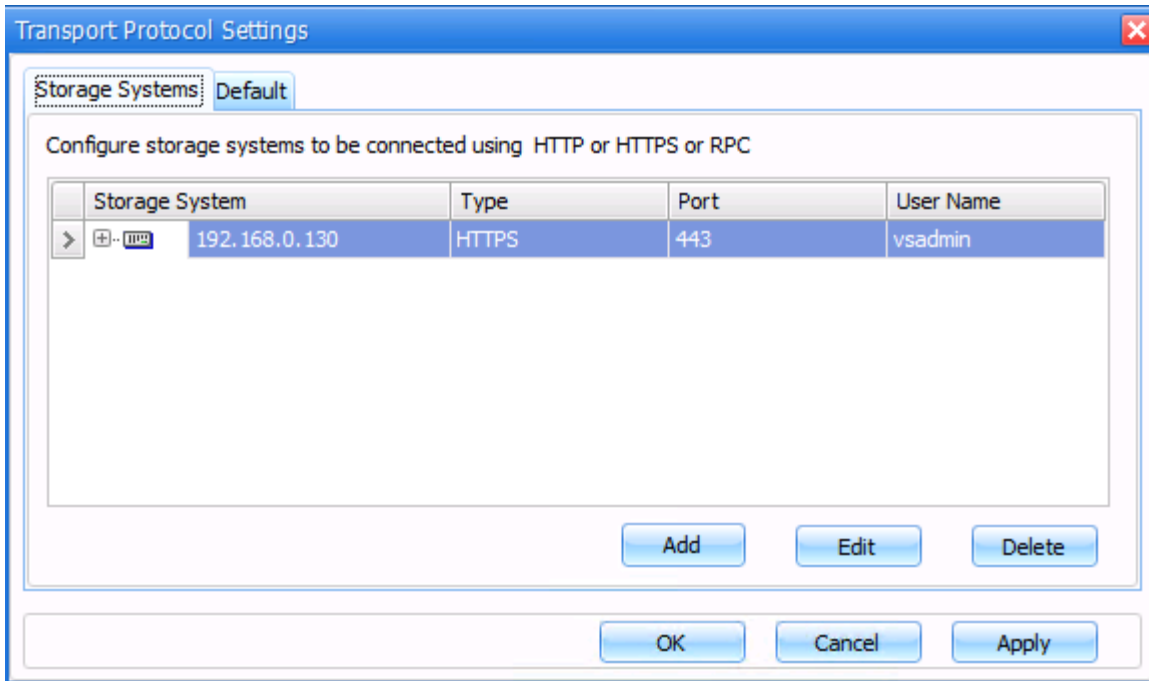 Transport Protocol Settings
Storage Systems Default
Configure storage systems to be connected using HTTP or HTTPS or RPC
Storage System Type Port User Name
192.168.0.130 HTTPS 443 vsadmin
Add Edit Delete
OK Cancel Apply